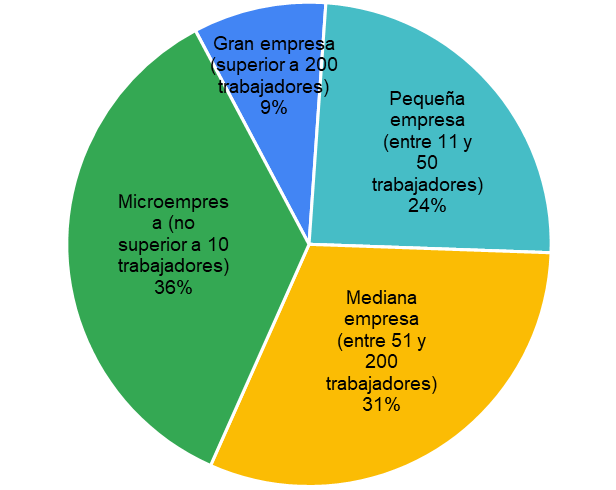 Gran empresa
(superior a 200
trabajadores)
9%
Pequeña
empresa
(entre 11 y
50
trabajadores)
24%
Microempres
a (no
superior a 10
trabajadores)
36%
Mediana
empresa
(entre 51 y
200
trabajadores)
31%